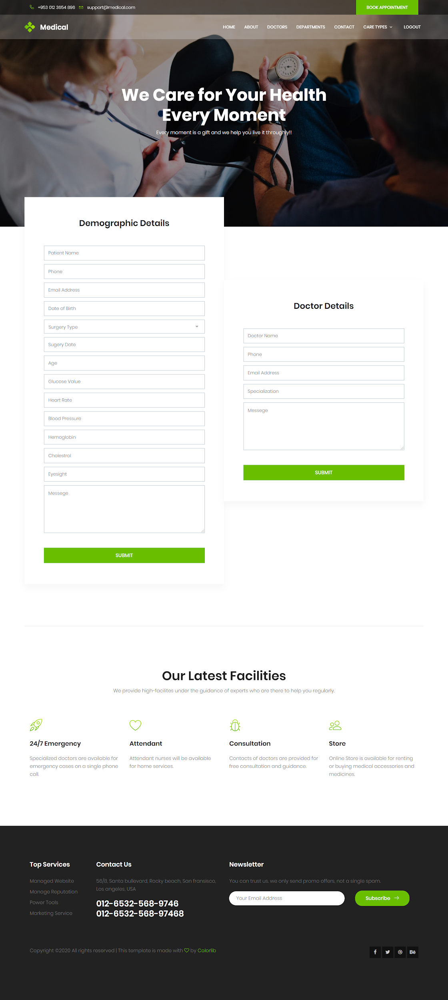 +953 012 3654 896 support@medical.com BOOK APPOINTMENT
Medical HOME ABOUT DOCTORS DEPARTMENTS CONTACT CARE TYPES LOGOUT
We Care for Your Health
Every Moment
Every moment is a gift and we help you live it throughly!!
Demographic Details
Patient Name
Phone
Email Address
Date of Birth
Surgery Type
Sugery Date
Age
Glucose Value
Heart Rate
Blood Pressure
Hemoglobin
Cholestrol
Eyesight
Messege
SUBMIT
Doctor Details
Doctor Name
Phone
Email Address
Specialization
Messege
SUBMIT
Our Latest Facilities
We provide high-facilites under the guidance of experts who are there to help you regularly.
24/7 Emergency
Specialized doctors are available for
emergency cases on a single phone
call.
Attendant
Attendant nurses will be available
for home services.
Consultation
Contacts of doctors are provided for
free consultation and guidance.
Store
Online Store is available for renting
or buying medical accessories and
medicines.
Top Services
Managed Website
Manage Reputation
Power Tools
Marketing Service
Contact Us
56/8, Santa bullevard, Rocky beach, San fransisco,
Los angeles, USA
012-6532-568-9746
012-6532-568-97468
Newsletter
You can trust us. we only send promo offers, not a single spam.
Your Email Address Subscribe
Copyright ©2020 All rights reserved | This template is made with by Colorlib